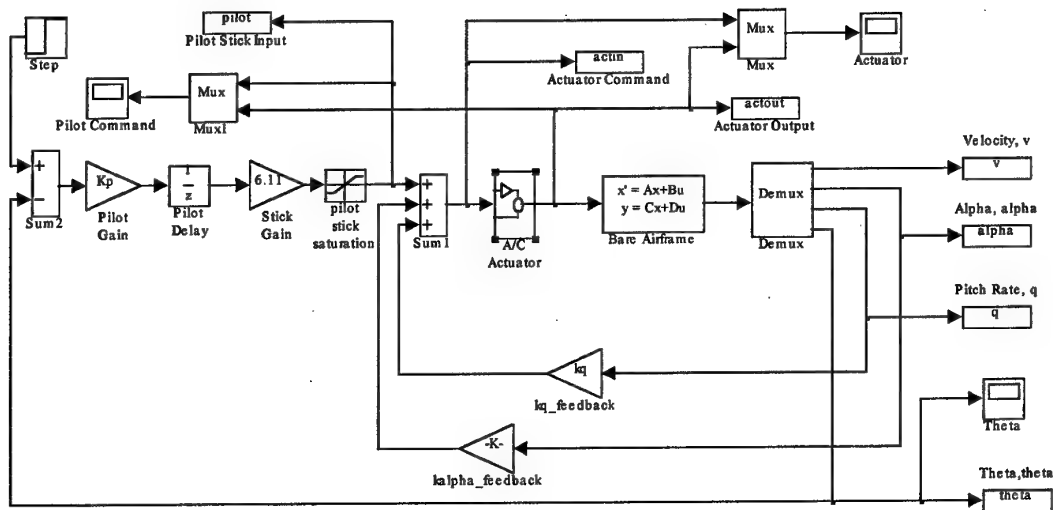 pilot
Pilot Stick Input
Step
Mux
Mux1
Pilot Command
actin
Actuator Command
Mux
Mux
Actuator
actout
Actuator Output
+
−
Sum2
Kp
Pilot
Gain
1
z
Pilot
Delay
6.11
Stick
Gain
pilot
stick
saturation
+
+
+
Sum1
A/C
Actuator
x' = Ax+Bu
y = Cx+Du
Bare Airframe
Demux
Demux
Velocity, v
v
Alpha, alpha
alpha
Pitch Rate, q
q
kq
kq_feedback
-K-
kalpha_feedback
Theta
Theta,theta
theta